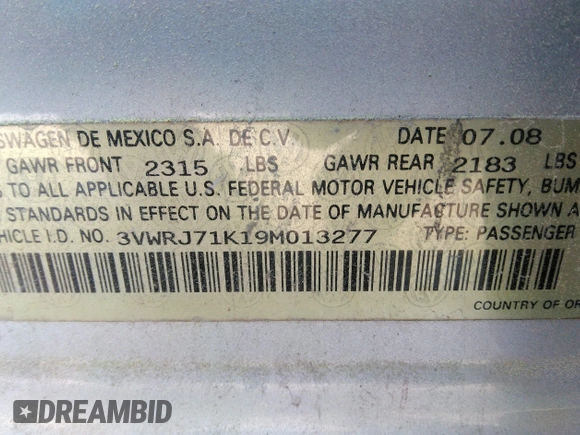 SWAGEN DE MEXICO S.A. DE C.V. DATE 07.08
GAWR FRONT 2315 LBS GAWR REAR 2183 LBS
S TO ALL APPLICABLE U.S. FEDERAL MOTOR VEHICLE SAFETY, BUM
STANDARDS IN EFFECT ON THE DATE OF MANUFACTURE SHOWN A
EHICLE I.D. NO. 3VWRJ71K19M013277 TYPE: PASSENGER
COUNTRY OF OR
DREAMBID